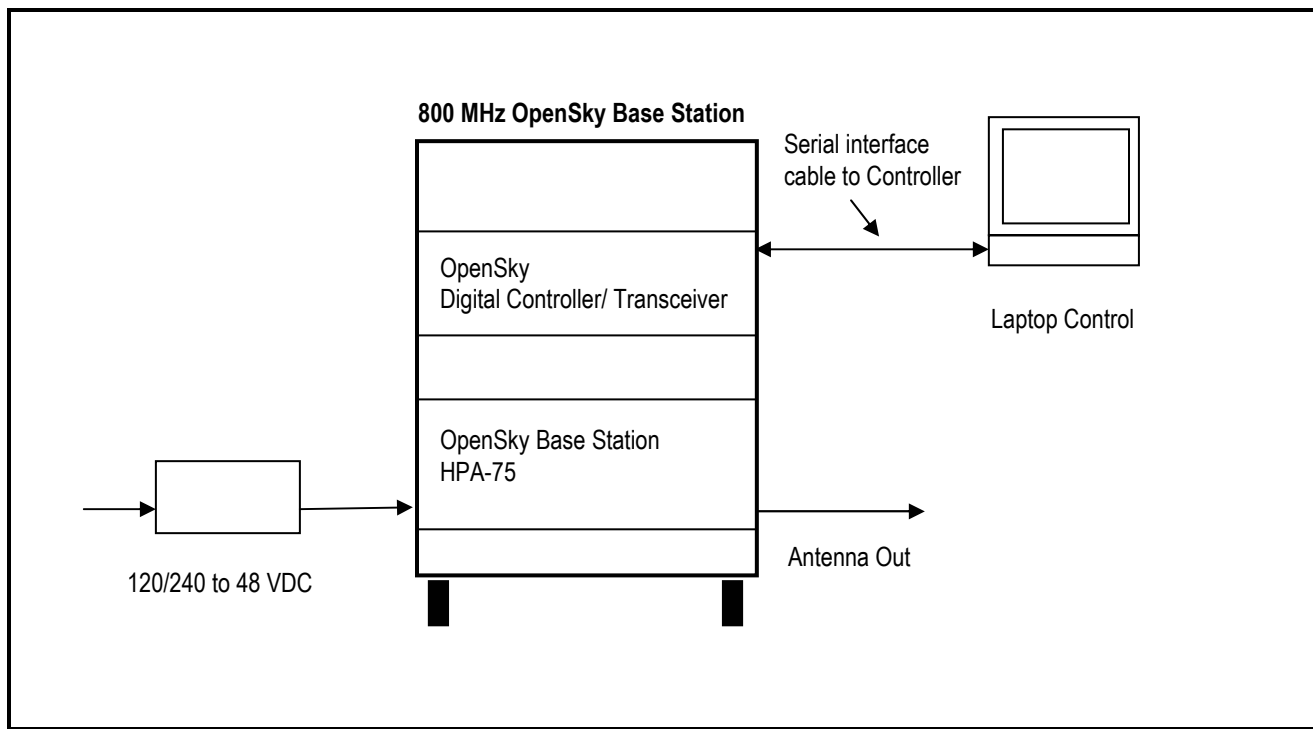 800 MHz OpenSky Base Station
Serial interface
cable to Controller
OpenSky
Digital Controller/ Transceiver
Laptop Control
OpenSky Base Station
HPA-75
120/240 to 48 VDC
Antenna Out